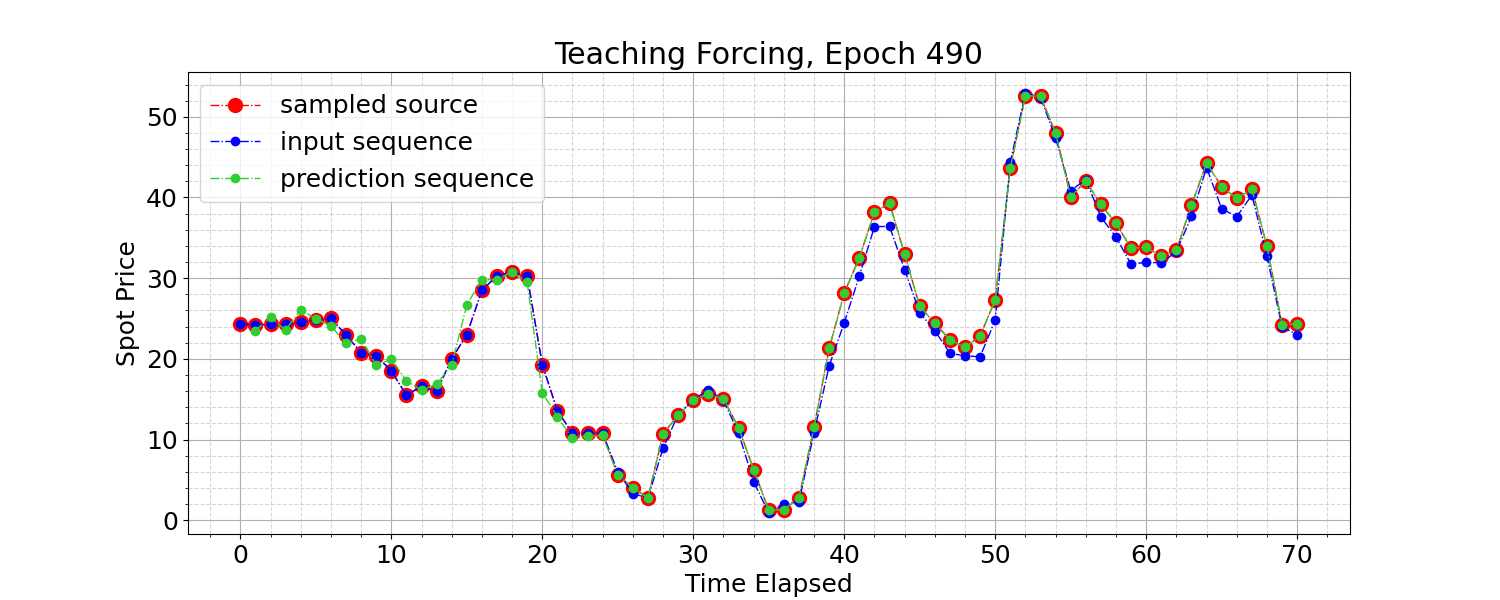 Teaching Forcing, Epoch 490
sampled source
input sequence
prediction sequence
Spot Price
50
40
30
20
10
0
0 10 20 30 40 50 60 70
Time Elapsed